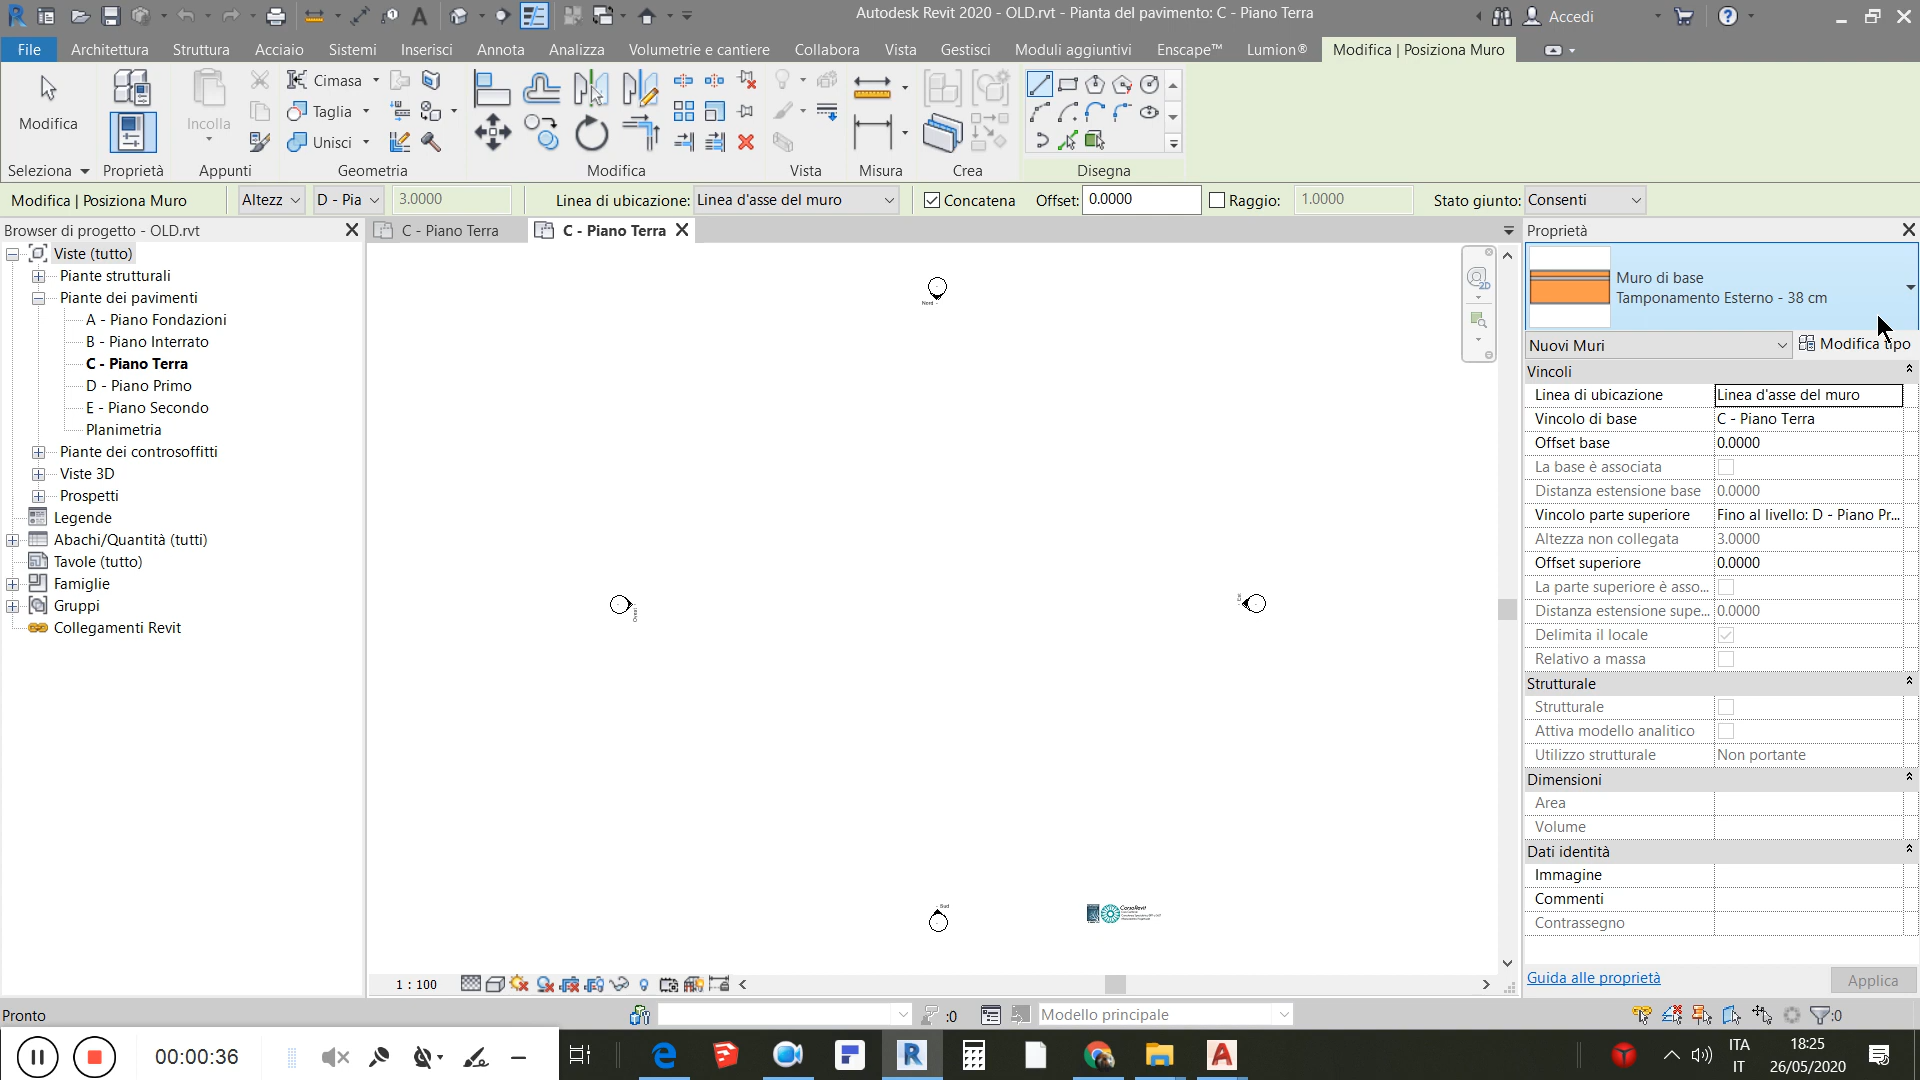 Autodesk Revit 2020 - OLD.rvt - Pianta del pavimento: C - Piano Terra
Accedi
File Architettura Struttura Acciaio Sistemi Inserisci Annota Analizza Volumetrie e cantiere Collabora Vista Gestisci Moduli aggiuntivi Enscape™ Lumion® Modifica | Posiziona Muro
Cimasa
Modifica Incolla Taglia
Unisci
Seleziona Proprietà Appunti Geometria Modifica Vista Misura Crea Disegna
Modifica | Posiziona Muro Altezz D - Pia 3.0000 Linea di ubicazione: Linea d'asse del muro Concatena Offset: 0.0000 Raggio: 1.0000 Stato giunto: Consenti
Browser di progetto - OLD.rvt
Viste (tutto)
Piante strutturali
Piante dei pavimenti
A - Piano Fondazioni
B - Piano Interrato
C - Piano Terra
D - Piano Primo
E - Piano Secondo
Planimetria
Piante dei controsoffitti
Viste 3D
Prospetti
Legende
Abachi/Quantità (tutti)
Tavole (tutto)
Famiglie
Gruppi
Collegamenti Revit
C - Piano Terra C - Piano Terra
2D
Nord
Ovest
Est
Sud
CorsoRevit
1 : 100
Proprietà
Muro di base
Tamponamento Esterno - 38 cm
Nuovi Muri Modifica tipo
Vincoli
Linea di ubicazione Linea d'asse del muro
Vincolo di base C - Piano Terra
Offset base 0.0000
La base è associata
Distanza estensione base 0.0000
Vincolo parte superiore Fino al livello: D - Piano Pr...
Altezza non collegata 3.0000
Offset superiore 0.0000
La parte superiore è asso...
Distanza estensione supe... 0.0000
Delimita il locale
Relativo a massa
Strutturale
Strutturale
Attiva modello analitico
Utilizzo strutturale Non portante
Dimensioni
Area
Volume
Dati identità
Immagine
Commenti
Contrassegno
Guida alle proprietà Applica
Pronto :0 Modello principale :0
00:00:36
ITA
IT
18:25
26/05/2020